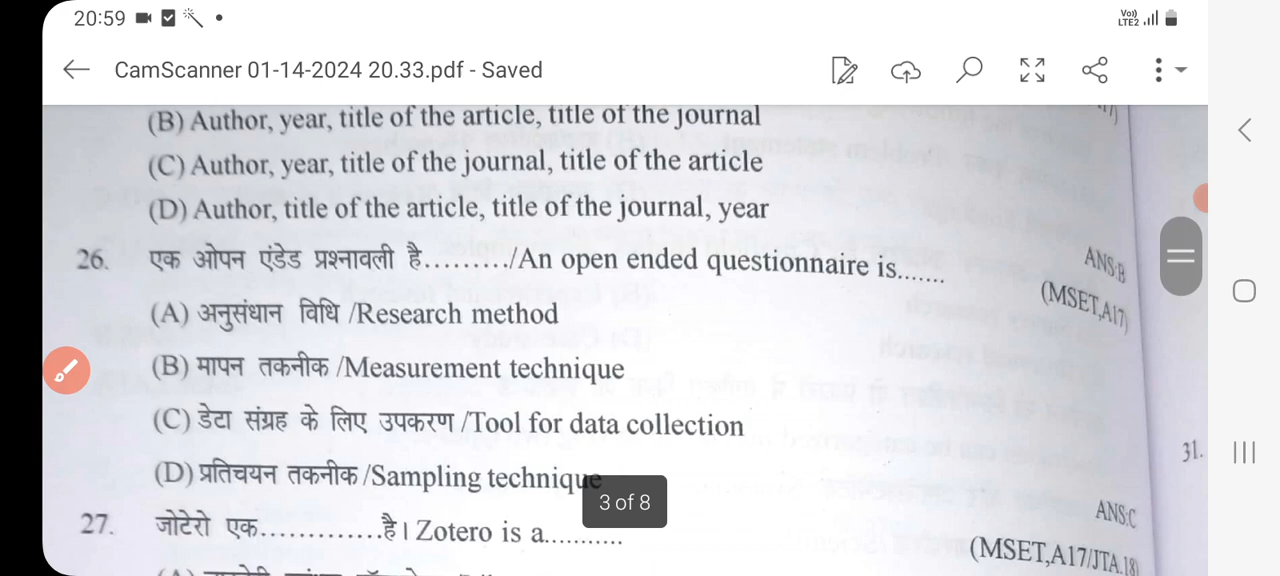 20:59
Vo)) LTE2
CamScanner 01-14-2024 20.33.pdf - Saved
(B) Author, year, title of the article, title of the journal
(C) Author, year, title of the journal, title of the article
(D) Author, title of the article, title of the journal, year
ANS:B
26. एक ओपन एंडेड प्रश्नावली है........./An open ended questionnaire is.......
(MSET,A17)
(A) अनुसंधान विधि /Research method
(B) मापन तकनीक /Measurement technique
(C) डेटा संग्रह के लिए उपकरण /Tool for data collection
31.
(D) प्रतिचयन तकनीक /Sampling technique
3 of 8
ANS:C
27. जोटेरो एक.............है। Zotero is a...........
(MSET,A17/JTA.18)